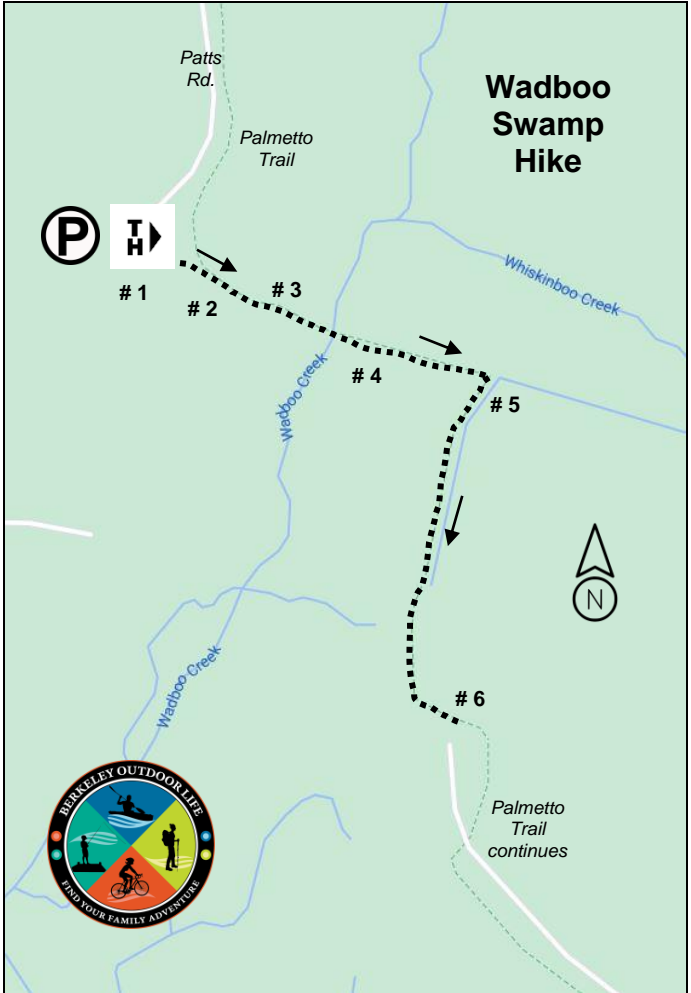 Patts
Rd.
Wadboo
Swamp
Hike
Palmetto
Trail
P
TH
Whiskinboo Creek
# 1
# 2
# 3
# 4
Wadboo Creek
# 5
N
Wadboo Creek
# 6
BERKELEY OUTDOOR LIFE
FIND YOUR FAMILY ADVENTURE
Palmetto
Trail
continues